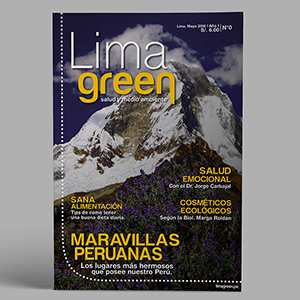 Lima, Mayo 2016 | Año 1
S/. 6.00
N°0
Lima
green
salud y medio ambiente
SALUD
EMOCIONAL
Con el Dr. Jorge Carbajal
SANA
ALIMENTACIÓN
Tips de como tener
una buena dieta diaria.
COSMÉTICOS
ECOLÓGICOS
Según la Biol. Marga Roldan
MARAVILLAS
PERUANAS
Los lugares más hermosos
que posee nuestro Perú.
limagreen.pe